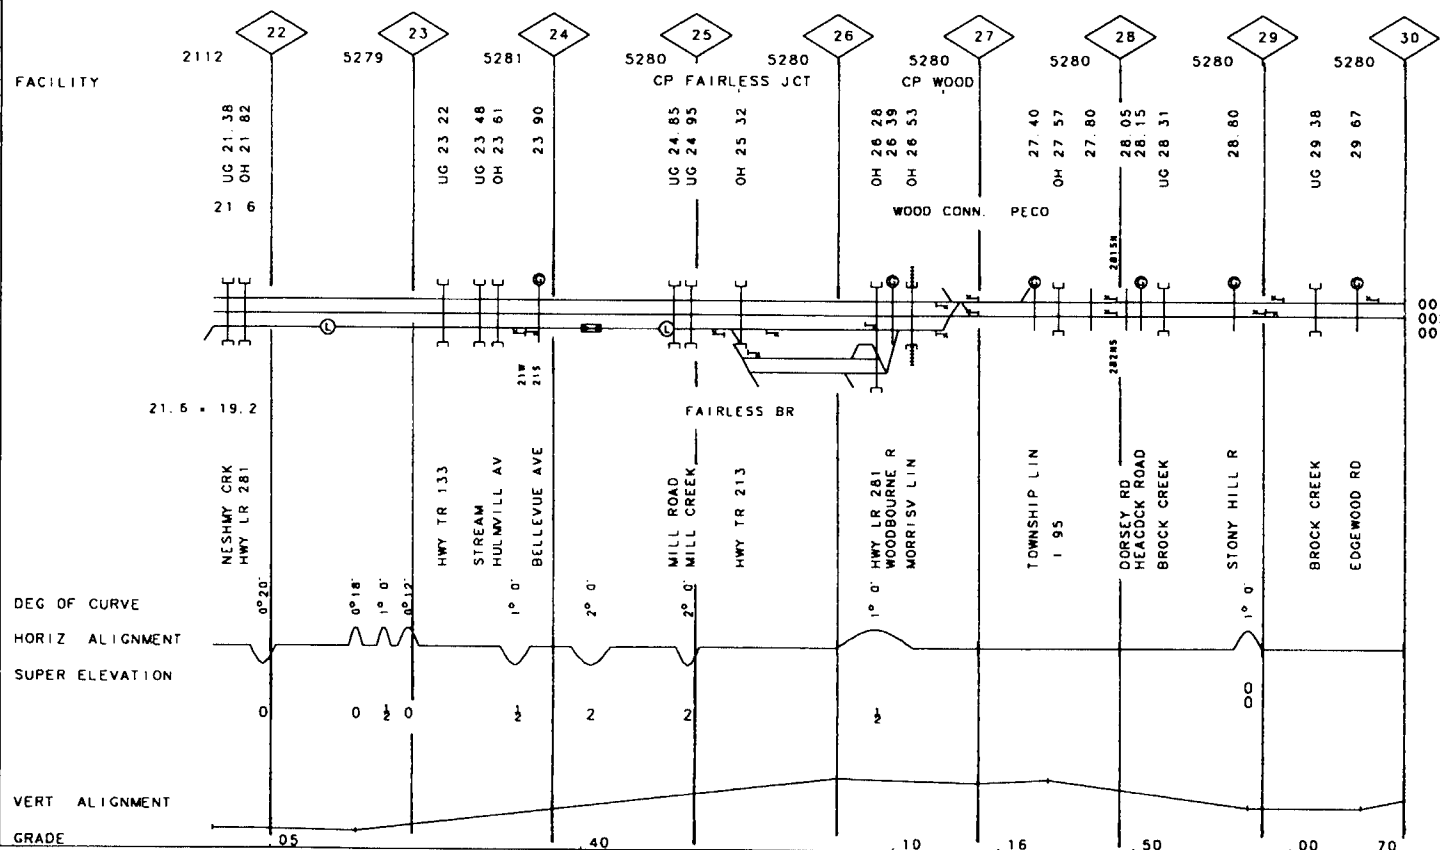 22 23 24 25 26 27 28 29 30
2112 5279 5281 5280 5280 5280 5280 5280 5280
FACILITY
CP FAIRLESS JCT
CP WOOD
UG 21.38
OH 21 82
UG 23 22
UG 23 48
OH 23 61
23 90
UG 24.85
UG 24 95
OH 25 32
OH 26 28
26 39
OH 26 53
27.40
OH 27 57
27.80
28 05
28.15
UG 28 31
28.80
UG 29 38
29 67
21 6
WOOD CONN. PECO
L
G
L
G
G
G
G
G
21W
21S
2815N
282NS
00
00
00
21.6 = 19.2
FAIRLESS BR
NESHMY CRK
HWY LR 281
HWY TR 133
STREAM
HULMVILL AV
BELLEVUE AVE
MILL ROAD
MILL CREEK
HWY TR 213
HWY LR 281
WOODBOURNE R
MORRISV LIN
TOWNSHIP LIN
I 95
DORSEY RD
HEACOCK ROAD
BROCK CREEK
STONY HILL R
BROCK CREEK
EDGEWOOD RD
DEG OF CURVE
0°20' 0°18' 1° 0' 0°12' 1° 0' 2° 0' 2° 0' 1° 0' 1° 0'
HORIZ ALIGNMENT
SUPER ELEVATION
0 0 ½ 0 ½ 2 2 ½ 0
0
VERT ALIGNMENT
GRADE .05 .40 .10 .16 .50 .00 .70